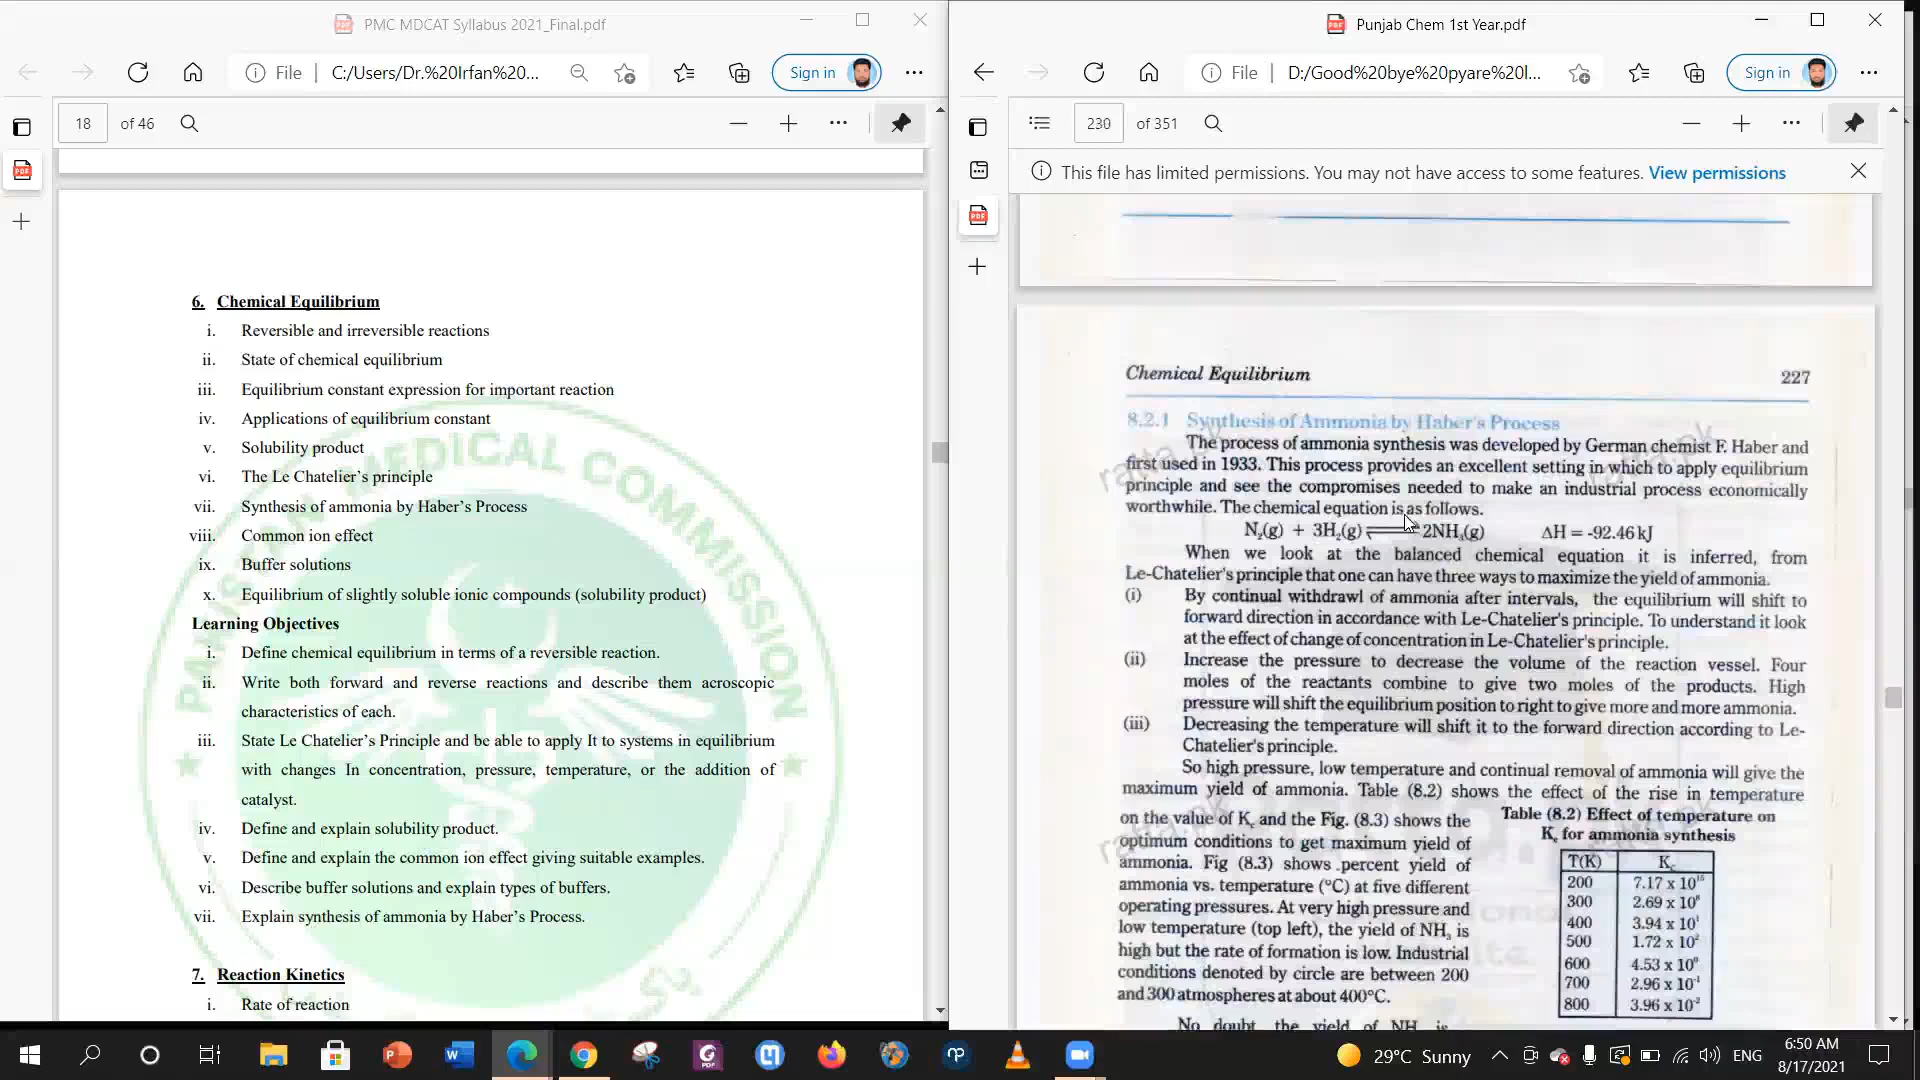 PMC MDCAT Syllabus 2021_Final.pdf
File
C:/Users/Dr.%20Irfan%20...
Sign in
18 of 46
6. Chemical Equilibrium
i. Reversible and irreversible reactions
ii. State of chemical equilibrium
iii. Equilibrium constant expression for important reaction
iv. Applications of equilibrium constant
v. Solubility product
vi. The Le Chatelier's principle
vii. Synthesis of ammonia by Haber's Process
viii. Common ion effect
ix. Buffer solutions
x. Equilibrium of slightly soluble ionic compounds (solubility product)
Learning Objectives
i. Define chemical equilibrium in terms of a reversible reaction.
ii. Write both forward and reverse reactions and describe them acroscopic
characteristics of each.
iii. State Le Chatelier's Principle and be able to apply It to systems in equilibrium
with changes In concentration, pressure, temperature, or the addition of
catalyst.
iv. Define and explain solubility product.
v. Define and explain the common ion effect giving suitable examples.
vi. Describe buffer solutions and explain types of buffers.
vii. Explain synthesis of ammonia by Haber's Process.
7. Reaction Kinetics
i. Rate of reaction
PAKISTAN MEDICAL COMMISSION
Punjab Chem 1st Year.pdf
File
D:/Good%20bye%20pyare%20l...
Sign in
230 of 351
This file has limited permissions. You may not have access to some features. View permissions
Chemical Equilibrium 227
8.2.1 Synthesis of Ammonia by Haber's Process
The process of ammonia synthesis was developed by German chemist F. Haber and
first used in 1933. This process provides an excellent setting in which to apply equilibrium
principle and see the compromises needed to make an industrial process economically
worthwhile. The chemical equation is as follows.
N₂(g) + 3H₂(g) ⇌ 2NH₃(g) ΔH = -92.46 kJ
When we look at the balanced chemical equation it is inferred, from
Le-Chatelier's principle that one can have three ways to maximize the yield of ammonia.
(i) By continual withdrawl of ammonia after intervals, the equilibrium will shift to
forward direction in accordance with Le-Chatelier's principle. To understand it look
at the effect of change of concentration in Le-Chatelier's principle.
(ii) Increase the pressure to decrease the volume of the reaction vessel. Four
moles of the reactants combine to give two moles of the products. High
pressure will shift the equilibrium position to right to give more and more ammonia.
(iii) Decreasing the temperature will shift it to the forward direction according to Le-
Chatelier's principle.
So high pressure, low temperature and continual removal of ammonia will give the
maximum yield of ammonia. Table (8.2) shows the effect of the rise in temperature
on the value of Kc and the Fig. (8.3) shows the
optimum conditions to get maximum yield of
ammonia. Fig (8.3) shows percent yield of
ammonia vs. temperature (°C) at five different
operating pressures. At very high pressure and
low temperature (top left), the yield of NH₃ is
high but the rate of formation is low. Industrial
conditions denoted by circle are between 200
and 300 atmospheres at about 400°C.
No doubt, the yield of NH is
Table (8.2) Effect of temperature on
Kc for ammonia synthesis
T(K) Kc
200 7.17 x 10¹⁵
300 2.69 x 10⁸
400 3.94 x 10¹
500 1.72 x 10²
600 4.53 x 10⁰
700 2.96 x 10⁻¹
800 3.96 x 10⁻²
29°C Sunny
ENG
6:50 AM
8/17/2021